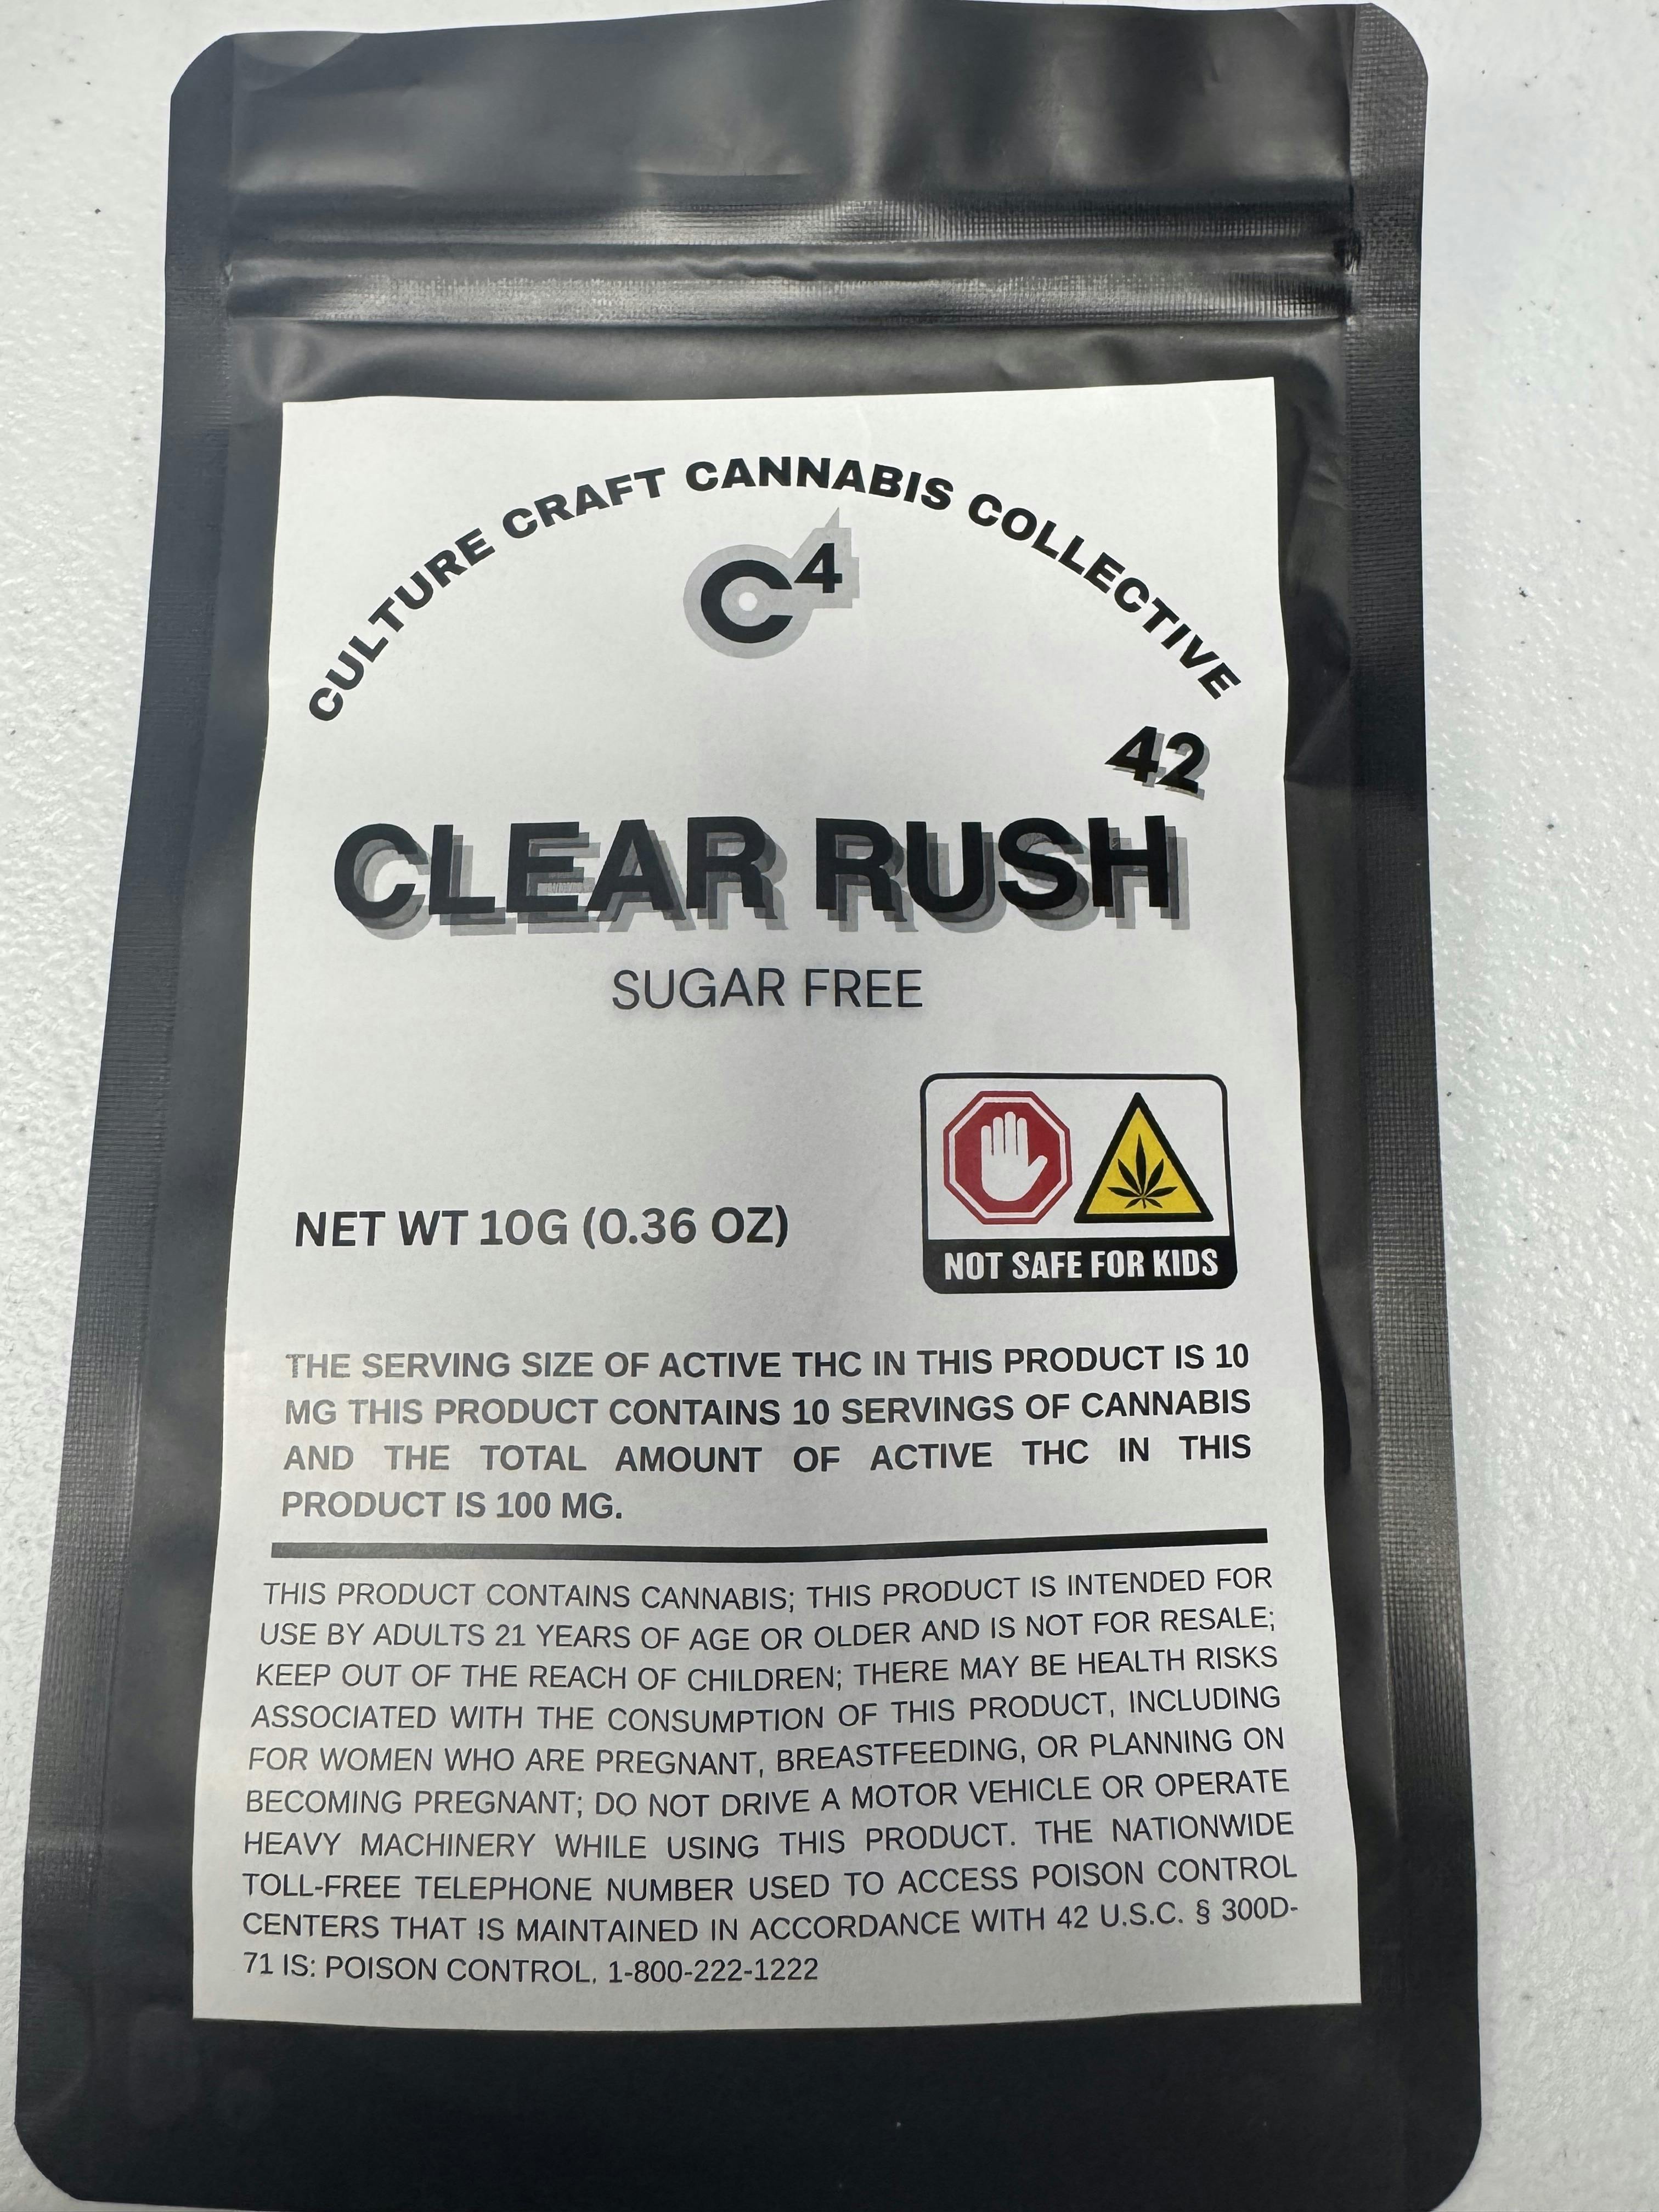 CULTURE CRAFT CANNABIS COLLECTIVE
C4
42
CLEAR RUSH
SUGAR FREE
NOT SAFE FOR KIDS
NET WT 10G (0.36 OZ)
THE SERVING SIZE OF ACTIVE THC IN THIS PRODUCT IS 10
MG THIS PRODUCT CONTAINS 10 SERVINGS OF CANNABIS
AND THE TOTAL AMOUNT OF ACTIVE THC IN THIS
PRODUCT IS 100 MG.
THIS PRODUCT CONTAINS CANNABIS; THIS PRODUCT IS INTENDED FOR
USE BY ADULTS 21 YEARS OF AGE OR OLDER AND IS NOT FOR RESALE;
KEEP OUT OF THE REACH OF CHILDREN; THERE MAY BE HEALTH RISKS
ASSOCIATED WITH THE CONSUMPTION OF THIS PRODUCT, INCLUDING
FOR WOMEN WHO ARE PREGNANT, BREASTFEEDING, OR PLANNING ON
BECOMING PREGNANT; DO NOT DRIVE A MOTOR VEHICLE OR OPERATE
HEAVY MACHINERY WHILE USING THIS PRODUCT. THE NATIONWIDE
TOLL-FREE TELEPHONE NUMBER USED TO ACCESS POISON CONTROL
CENTERS THAT IS MAINTAINED IN ACCORDANCE WITH 42 U.S.C. § 300D-
71 IS: POISON CONTROL, 1-800-222-1222